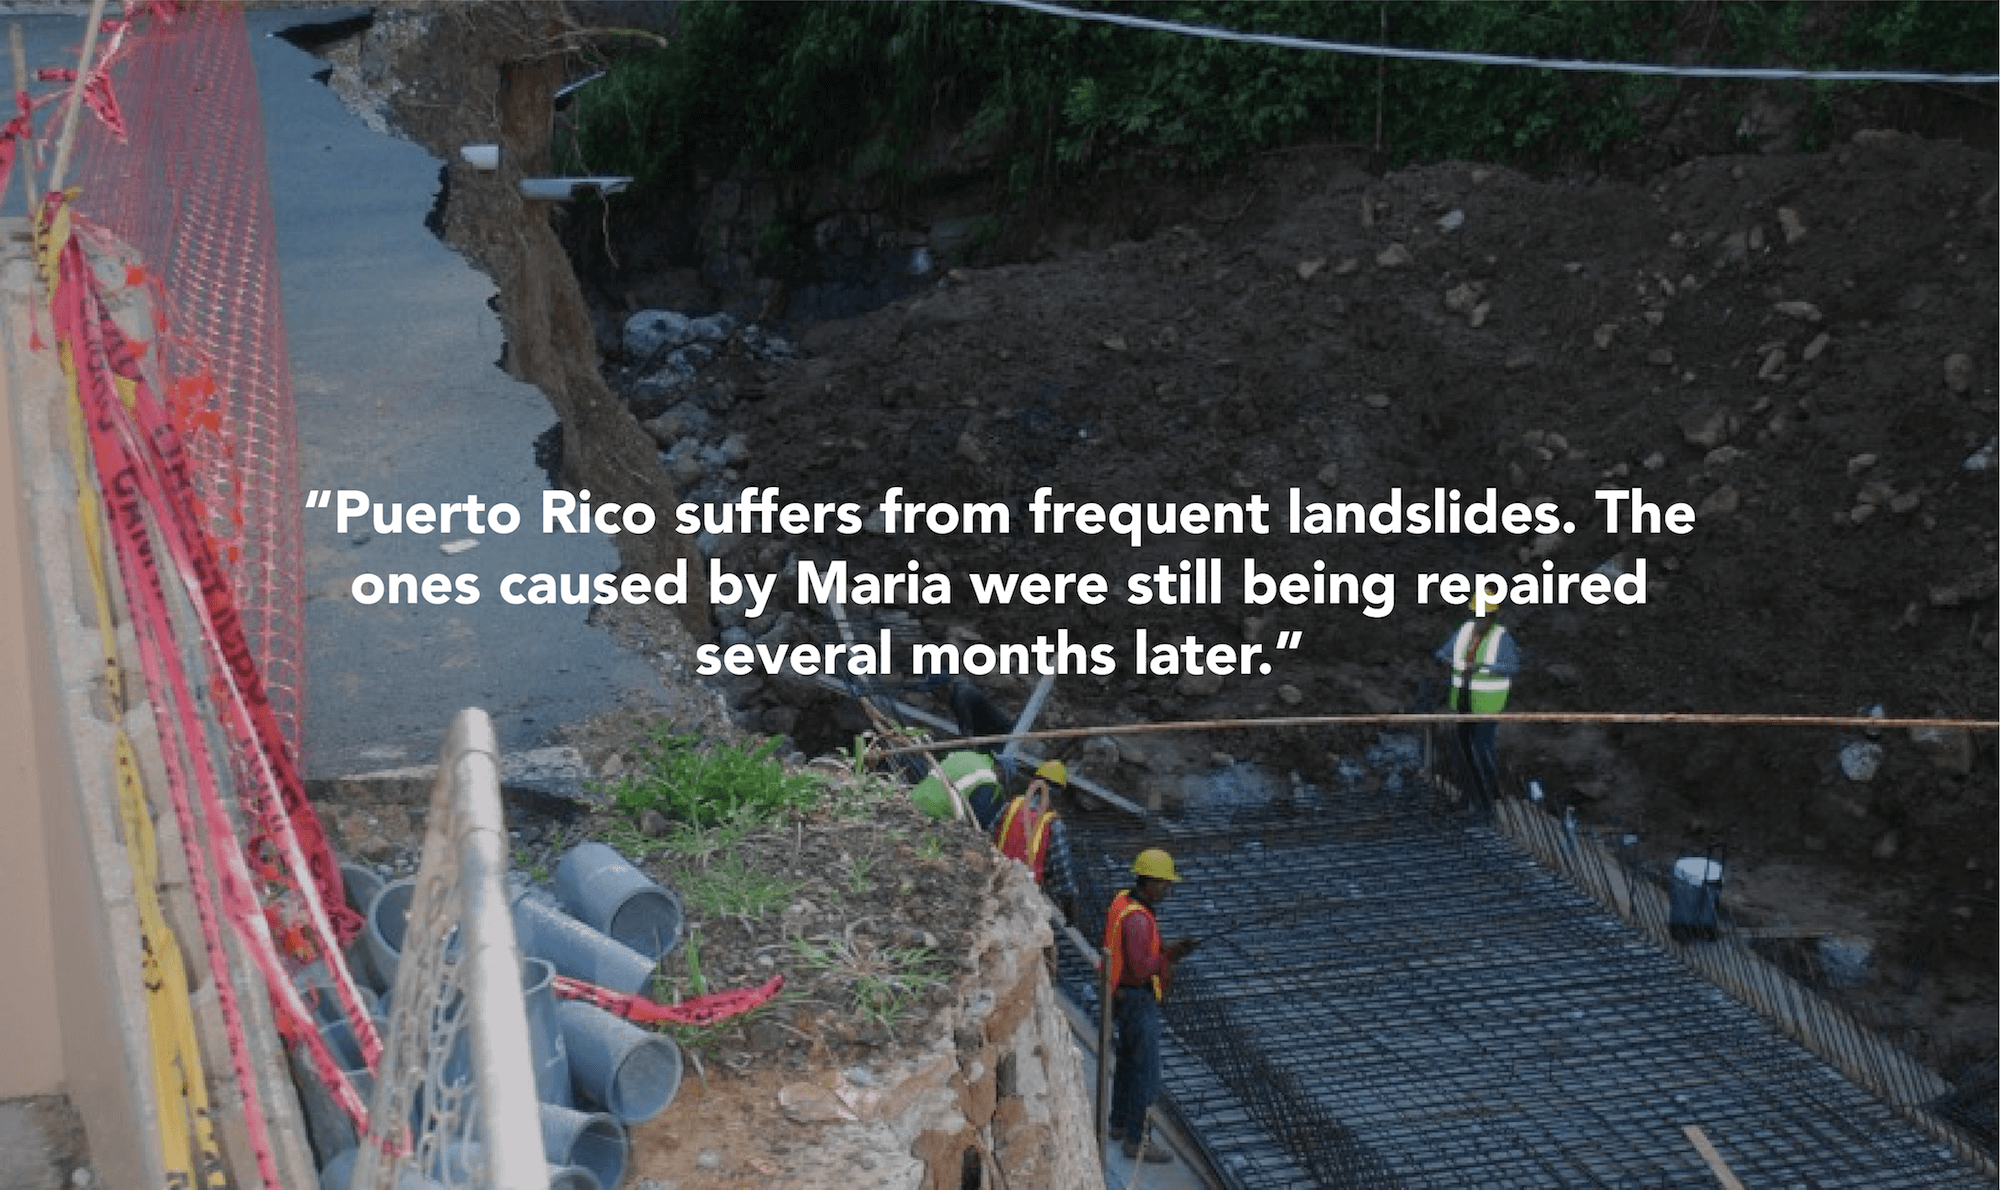 “Puerto Rico suffers from frequent landslides. The
ones caused by Maria were still being repaired
several months later.”